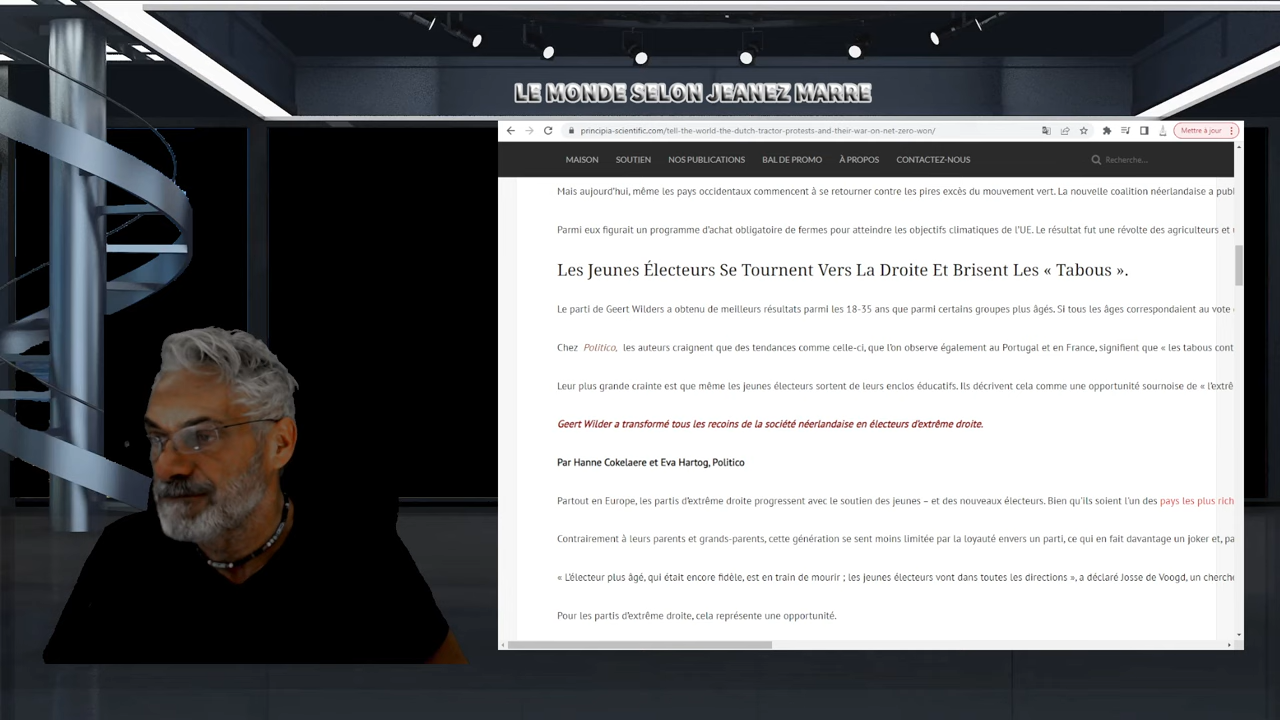 LE MONDE SELON JEANEZ MARRE
principia-scientific.com/tell-the-world-the-dutch-tractor-protests-and-their-war-on-net-zero-won/
Mettre à jour
MAISON SOUTIEN NOS PUBLICATIONS BAL DE PROMO À PROPOS CONTACTEZ-NOUS Recherche...
Mais aujourd'hui, même les pays occidentaux commencent à se retourner contre les pires excès du mouvement vert. La nouvelle coalition néerlandaise a publ
Parmi eux figurait un programme d'achat obligatoire de fermes pour atteindre les objectifs climatiques de l'UE. Le résultat fut une révolte des agriculteurs et
Les Jeunes Électeurs Se Tournent Vers La Droite Et Brisent Les « Tabous ».
Le parti de Geert Wilders a obtenu de meilleurs résultats parmi les 18-35 ans que parmi certains groupes plus âgés. Si tous les âges correspondaient au vote
Chez Politico, les auteurs craignent que des tendances comme celle-ci, que l'on observe également au Portugal et en France, signifient que « les tabous cont
Leur plus grande crainte est que même les jeunes électeurs sortent de leurs enclos éducatifs. Ils décrivent cela comme une opportunité sournoise de « l'extrê
Geert Wilder a transformé tous les recoins de la société néerlandaise en électeurs d'extrême droite.
Par Hanne Cokelaere et Eva Hartog, Politico
Partout en Europe, les partis d'extrême droite progressent avec le soutien des jeunes – et des nouveaux électeurs. Bien qu'ils soient l'un des pays les plus rich
Contrairement à leurs parents et grands-parents, cette génération se sent moins limitée par la loyauté envers un parti, ce qui en fait davantage un joker et, pa
« L'électeur plus âgé, qui était encore fidèle, est en train de mourir ; les jeunes électeurs vont dans toutes les directions », a déclaré Josse de Voogd, un cherche
Pour les partis d'extrême droite, cela représente une opportunité.